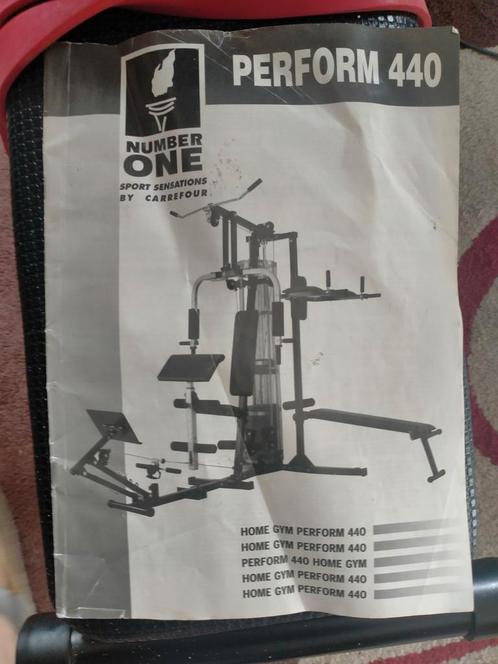 PERFORM 440
NUMBER
ONE
SPORT SENSATIONS
BY CARREFOUR
HOME GYM PERFORM 440
HOME GYM PERFORM 440
PERFORM 440 HOME GYM
HOME GYM PERFORM 440
HOME GYM PERFORM 440